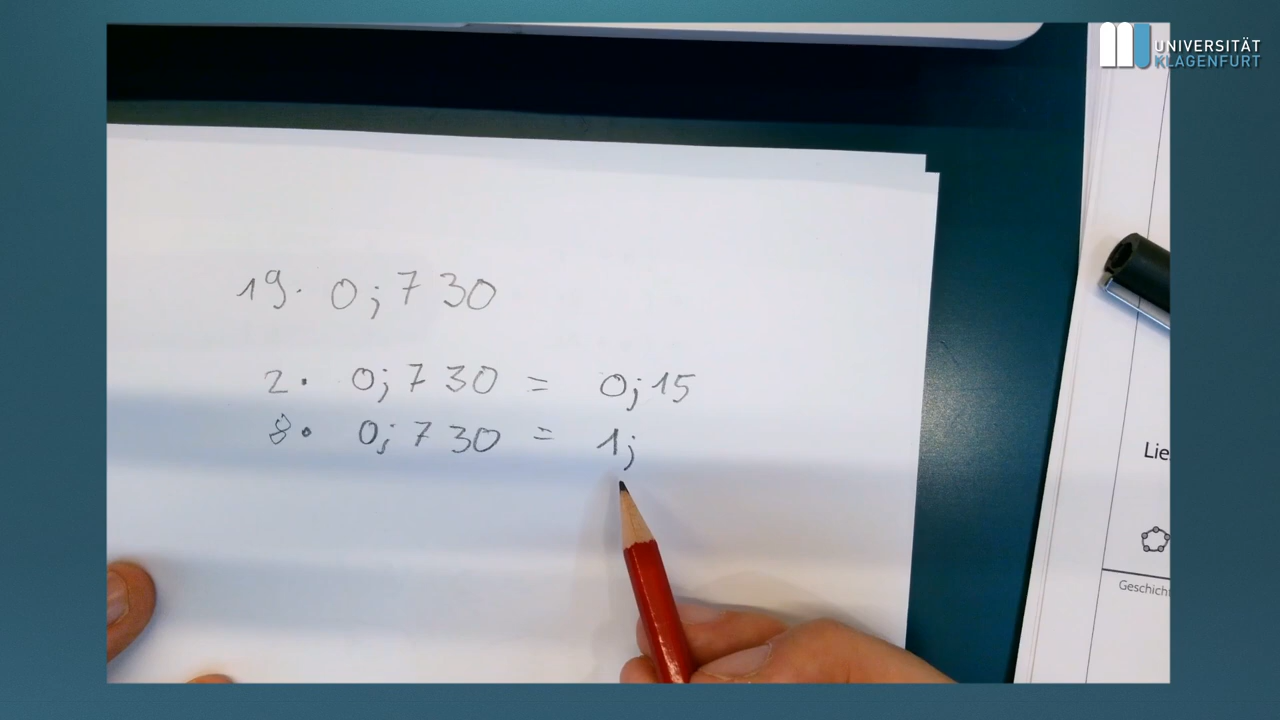 UNIVERSITÄT
KLAGENFURT
19 · 0;7 30
2 · 0;7 30 = 0;15
8 · 0;7 30 = 1;
Lie
Geschich